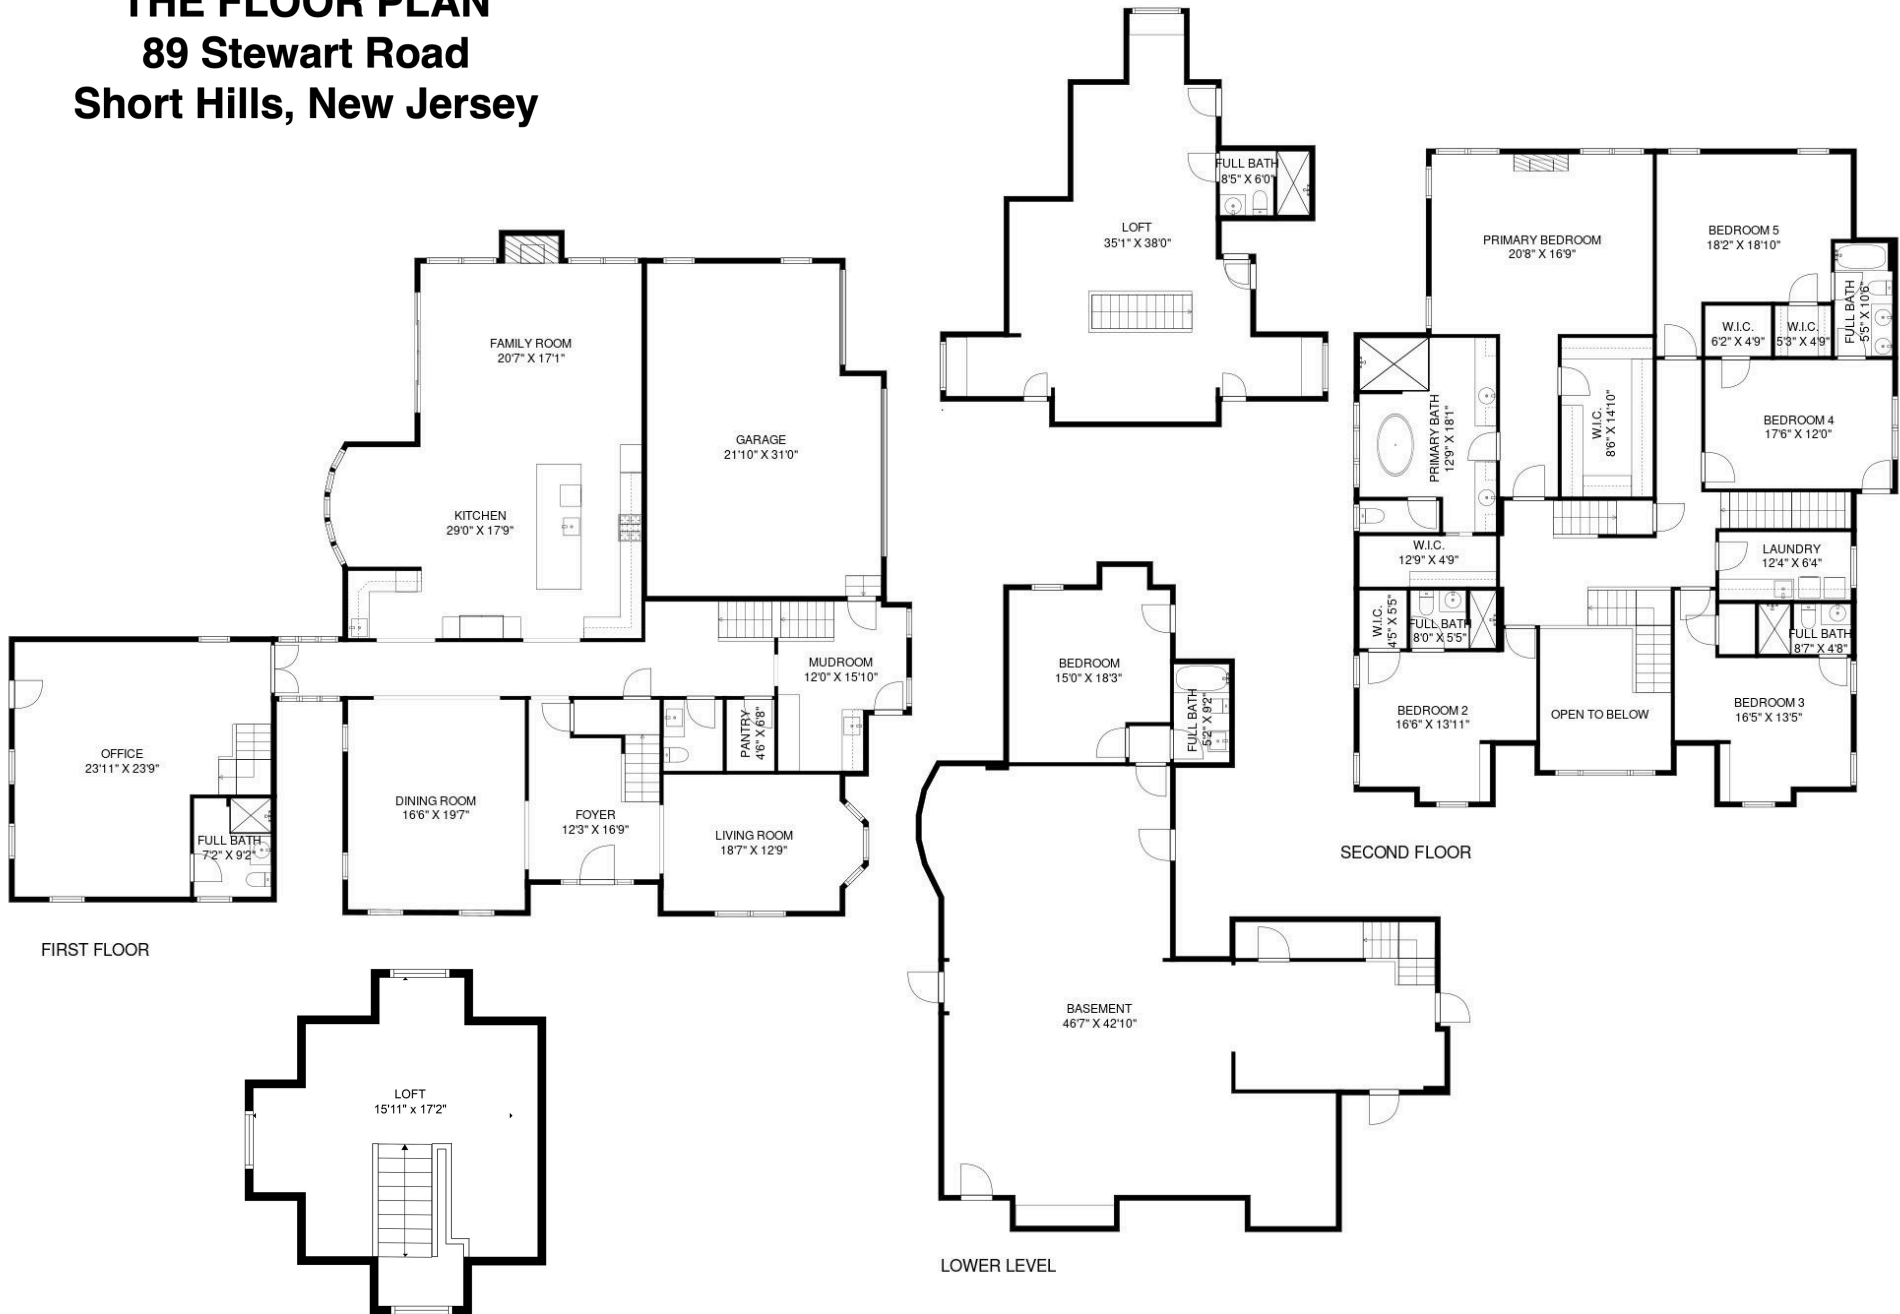 THE FLOOR PLAN
89 Stewart Road
Short Hills, New Jersey
FAMILY ROOM
20'7" X 17'1"
GARAGE
21'10" X 31'0"
KITCHEN
29'0" X 17'9"
MUDROOM
12'0" X 15'10"
PANTRY
4'6" X 6'8"
OFFICE
23'11" X 23'9"
FULL BATH
7'2" X 9'2"
DINING ROOM
16'6" X 19'7"
FOYER
12'3" X 16'9"
LIVING ROOM
18'7" X 12'9"
FIRST FLOOR
LOFT
15'11" x 17'2"
FULL BATH
8'5" X 6'0"
LOFT
35'1" X 38'0"
BEDROOM
15'0" X 18'3"
FULL BATH
5'2" X 9'2"
BASEMENT
46'7" X 42'10"
LOWER LEVEL
PRIMARY BEDROOM
20'8" X 16'9"
BEDROOM 5
18'2" X 18'10"
W.I.C.
6'2" X 4'9"
W.I.C.
5'3" X 4'9"
FULL BATH
5'5" X 10'6"
PRIMARY BATH
12'9" X 18'1"
W.I.C.
8'6" X 14'10"
BEDROOM 4
17'6" X 12'0"
W.I.C.
12'9" X 4'9"
LAUNDRY
12'4" X 6'4"
W.I.C.
4'5" X 5'5"
FULL BATH
8'0" X 5'5"
FULL BATH
8'7" X 4'8"
BEDROOM 2
16'6" X 13'11"
OPEN TO BELOW
BEDROOM 3
16'5" X 13'5"
SECOND FLOOR